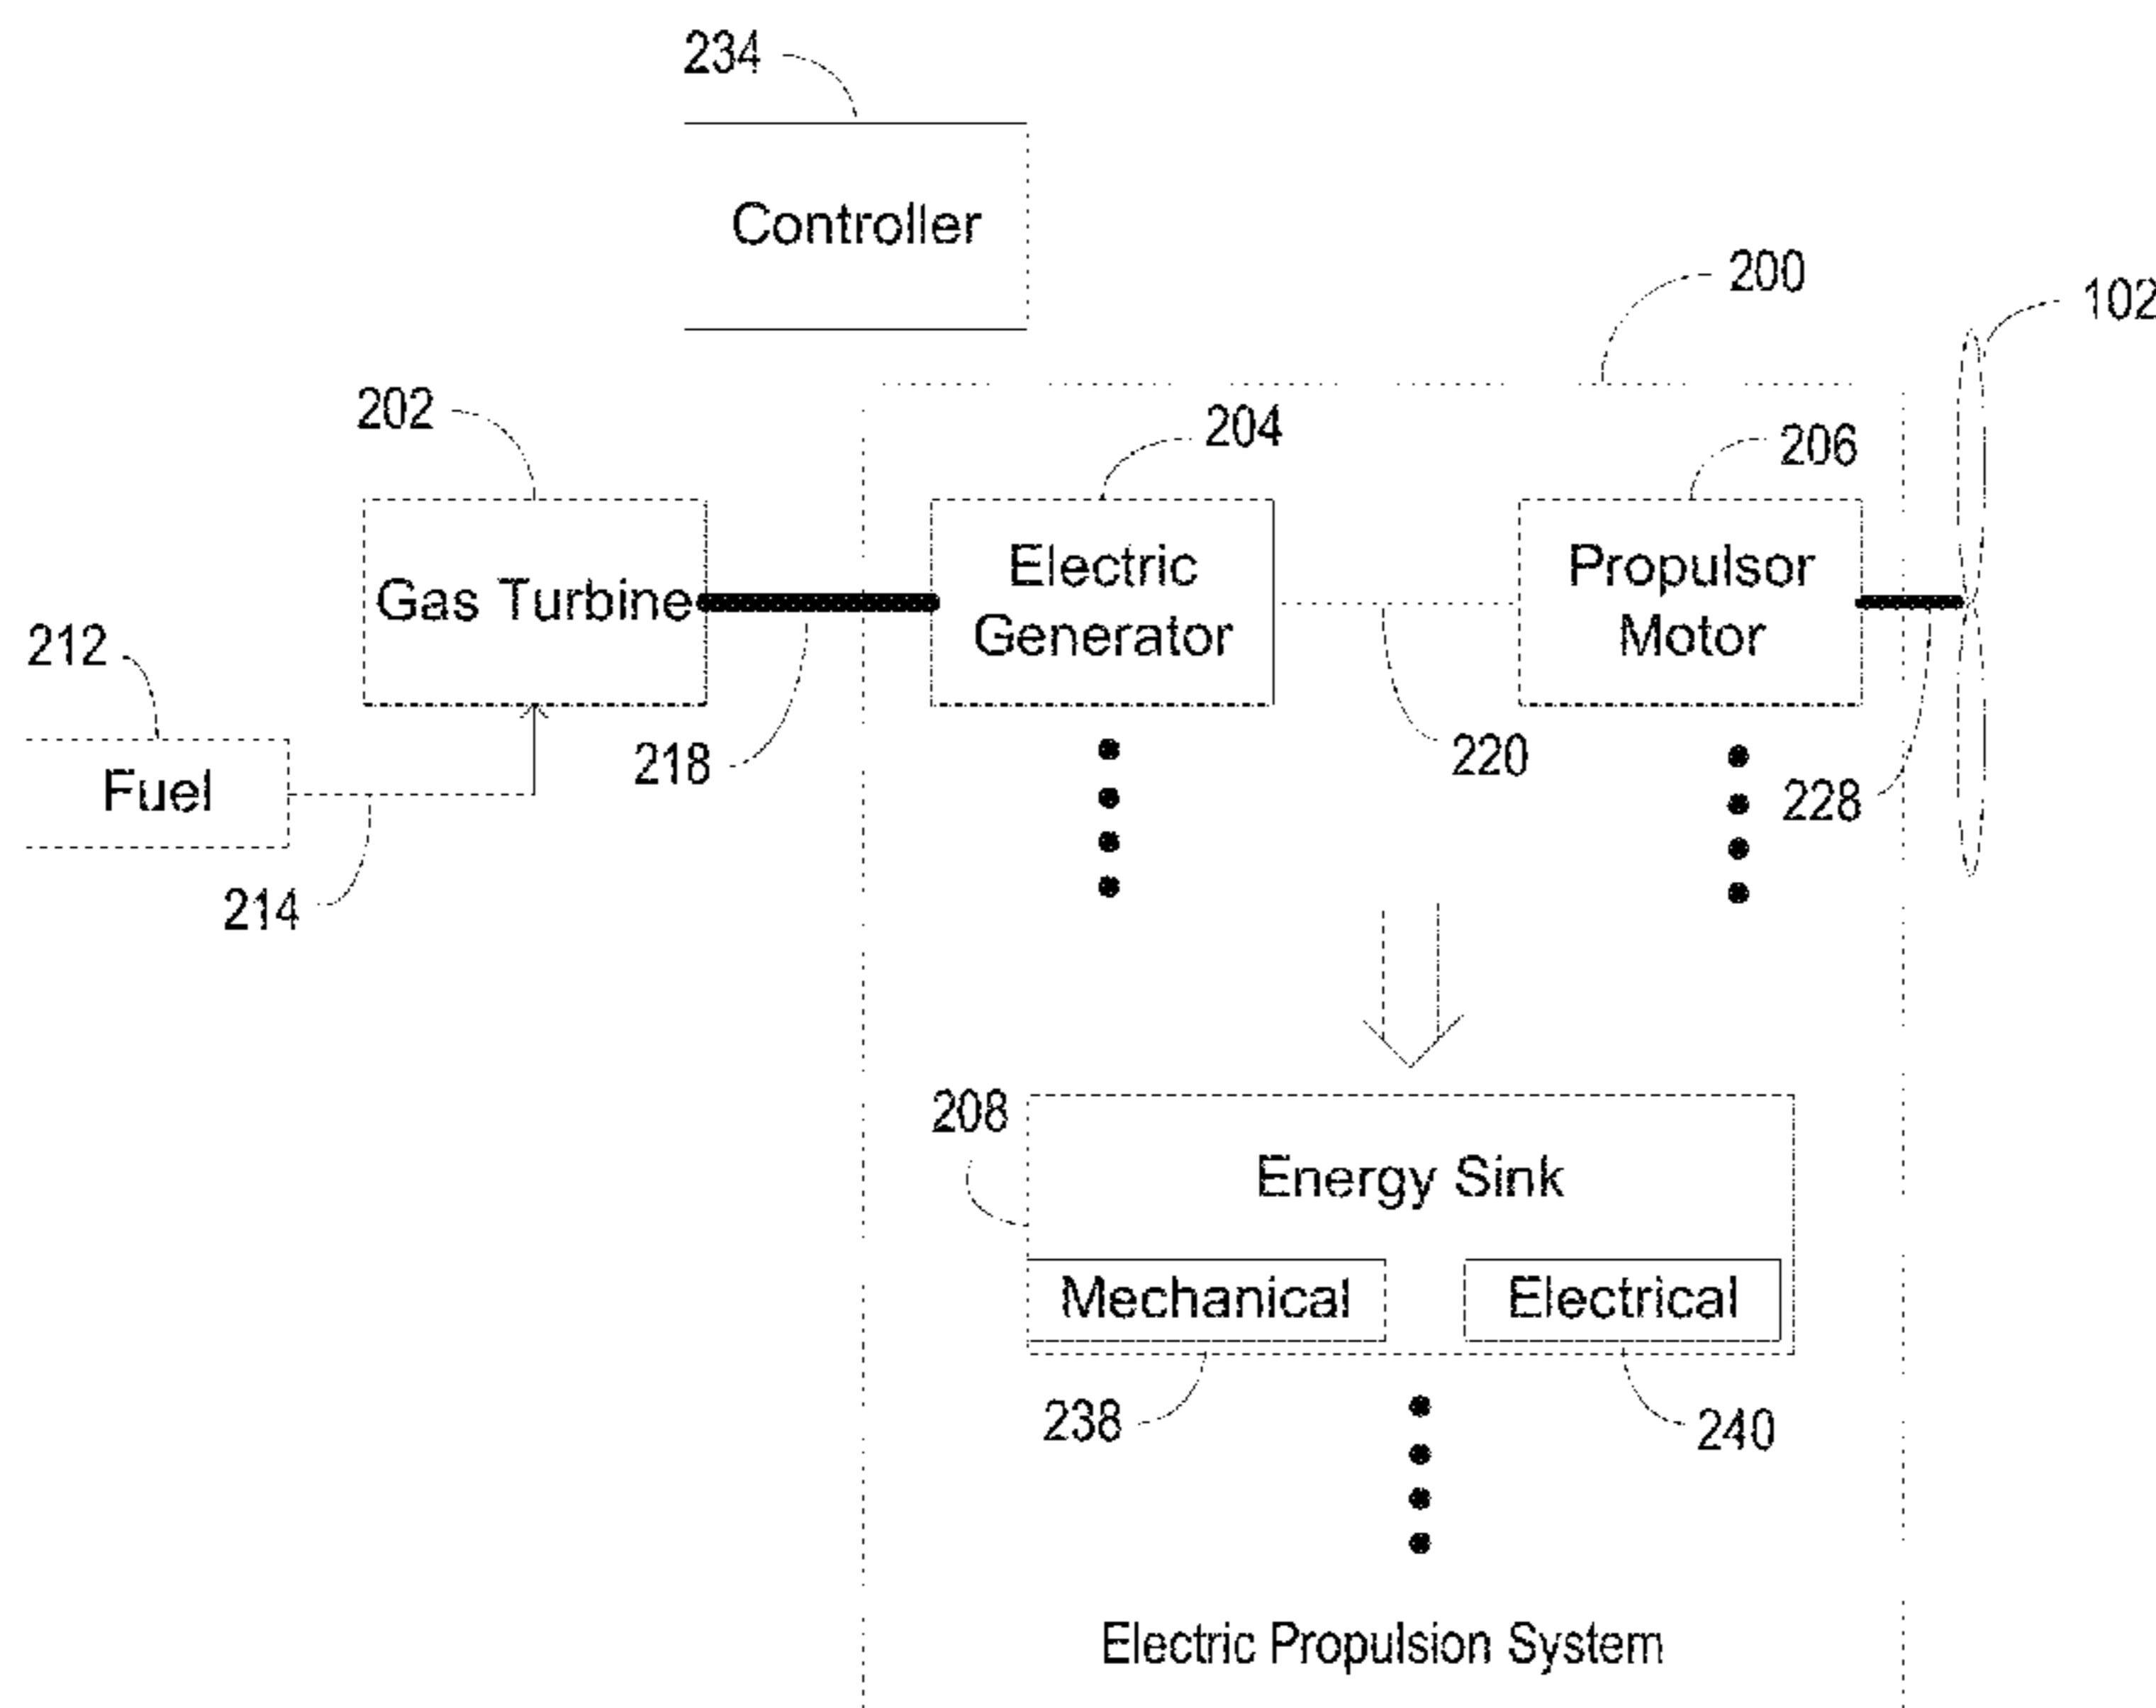 234
Controller
200
102
202
204
206
Gas Turbine
Electric
Generator
Propulsor
Motor
212
Fuel
218
220
228
214
208
Energy Sink
Mechanical
Electrical
238
240
Electric Propulsion System